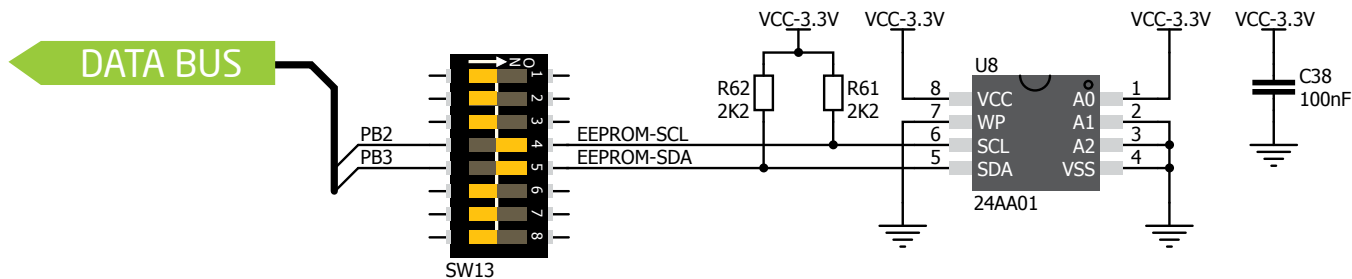 DATA BUS
PB2
PB3
O
N
1
2
3
4
5
6
7
8
SW13
EEPROM-SCL
EEPROM-SDA
VCC-3.3V
R62
2K2
R61
2K2
VCC-3.3V
8
7
6
5
U8
VCC A0
WP A1
SCL A2
SDA VSS
24AA01
1
2
3
4
VCC-3.3V
VCC-3.3V
C38
100nF